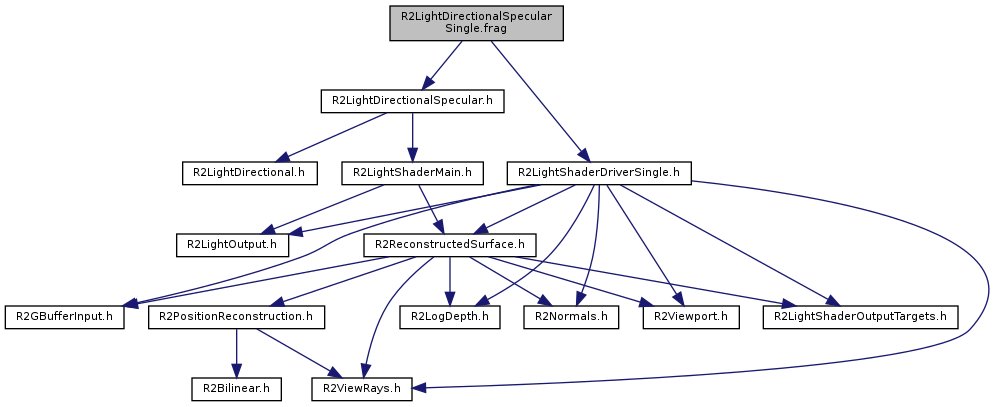 R2LightDirectionalSpecular
Single.frag
R2LightDirectionalSpecular.h
R2LightDirectional.h
R2LightShaderMain.h
R2LightShaderDriverSingle.h
R2LightOutput.h
R2ReconstructedSurface.h
R2GBufferInput.h
R2PositionReconstruction.h
R2LogDepth.h
R2Normals.h
R2Viewport.h
R2LightShaderOutputTargets.h
R2Bilinear.h
R2ViewRays.h